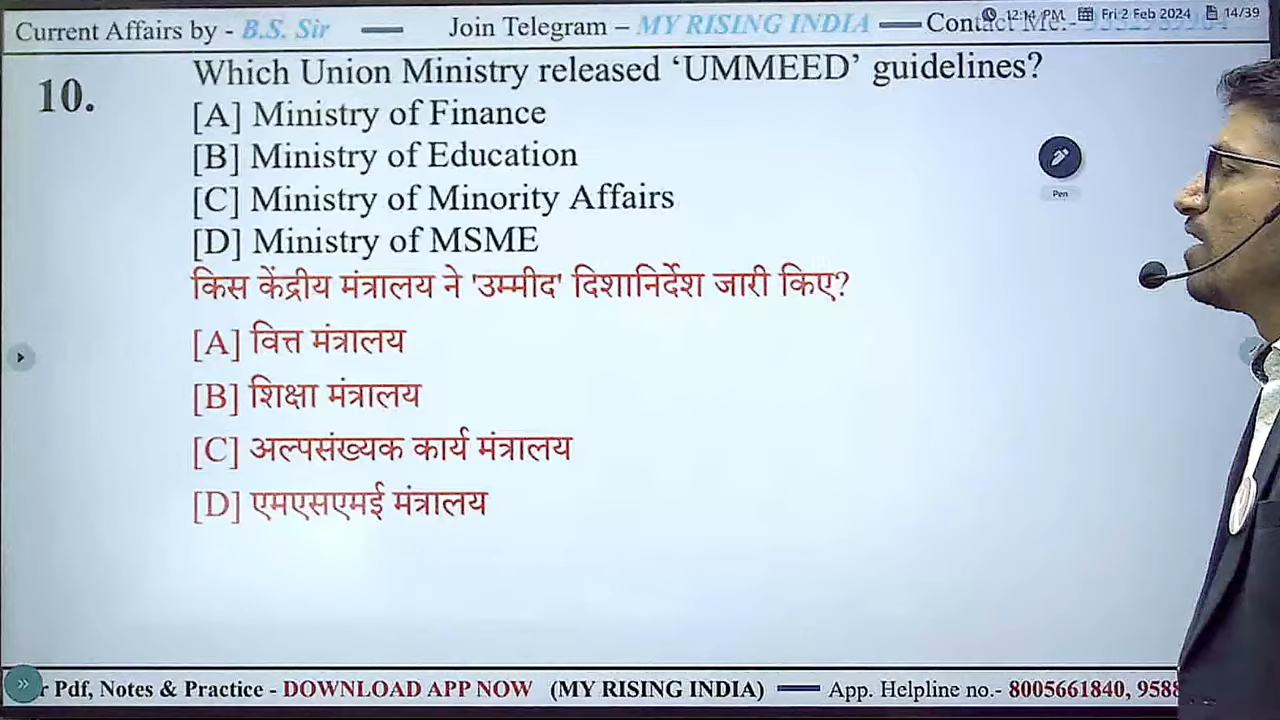 Current Affairs by - B.S. Sir — Join Telegram – MY RISING INDIA — Contact Me:-
12:14 PM Fri 2 Feb 2024 14/39
10. Which Union Ministry released ‘UMMEED’ guidelines?
[A] Ministry of Finance
[B] Ministry of Education
[C] Ministry of Minority Affairs
[D] Ministry of MSME
Pen
किस केंद्रीय मंत्रालय ने 'उम्मीद' दिशानिर्देश जारी किए?
[A] वित्त मंत्रालय
[B] शिक्षा मंत्रालय
[C] अल्पसंख्यक कार्य मंत्रालय
[D] एमएसएमई मंत्रालय
r Pdf, Notes & Practice - DOWNLOAD APP NOW (MY RISING INDIA) — App. Helpline no.- 8005661840, 9588